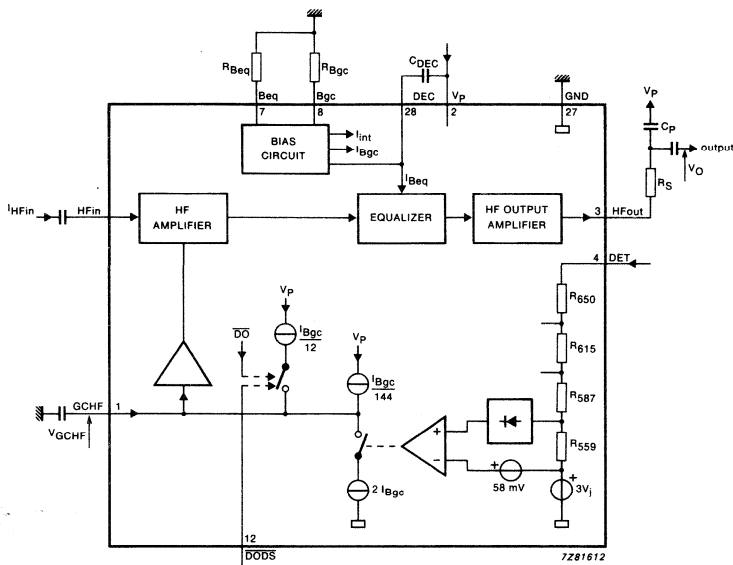 R_Beq
R_Bgc
Beq
7
Bgc
8
C_DEC
DEC
28
V_P
2
GND
27
V_P
C_P
output
V_O
R_S
BIAS
CIRCUIT
I_int
I_Bgc
I_Beq
I_HFin
HFin
HF
AMPLIFIER
EQUALIZER
HF OUTPUT
AMPLIFIER
3
HFout
4
DET
R_650
R_615
R_587
R_559
V_P
DO
I_Bgc
12
V_P
I_Bgc
144
GCHF
1
V_GCHF
+
−
2 I_Bgc
+
58 mV
+
3V_j
12
DODS
7Z81612